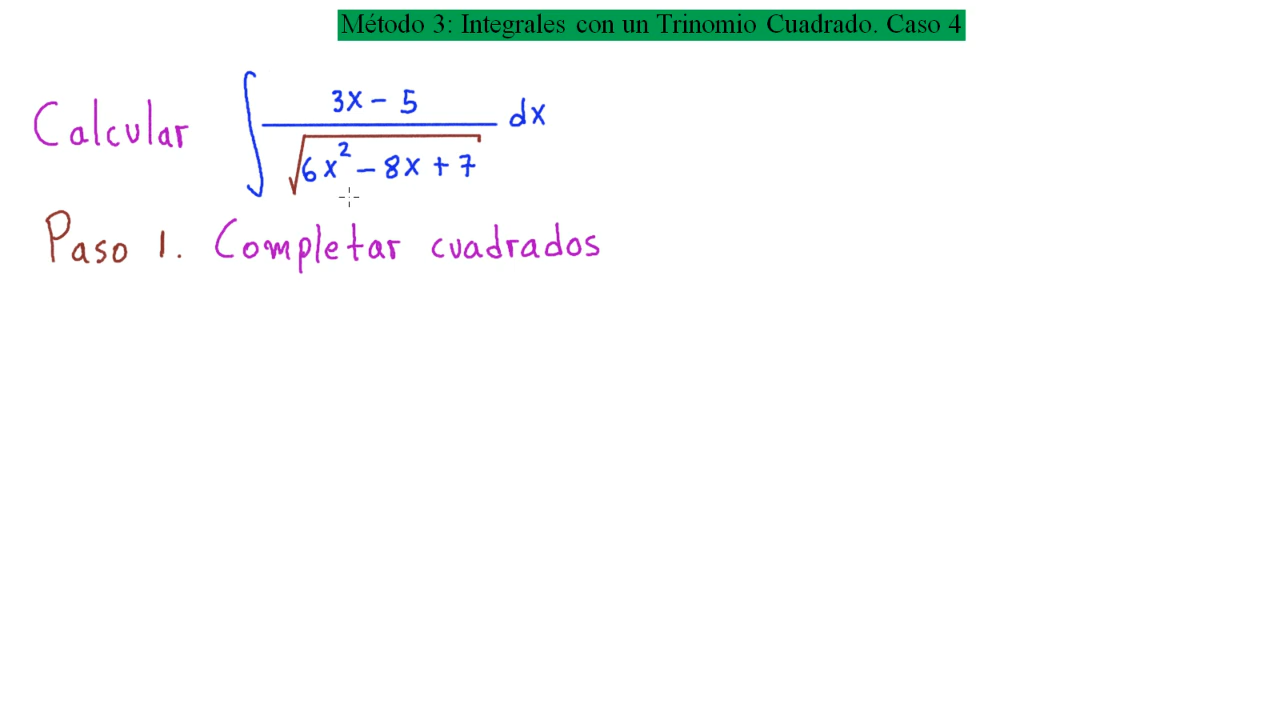 Método 3: Integrales con un Trinomio Cuadrado. Caso 4
Calcular ∫ (3x - 5) / √(6x² - 8x + 7) dx
Paso 1. Completar cuadrados